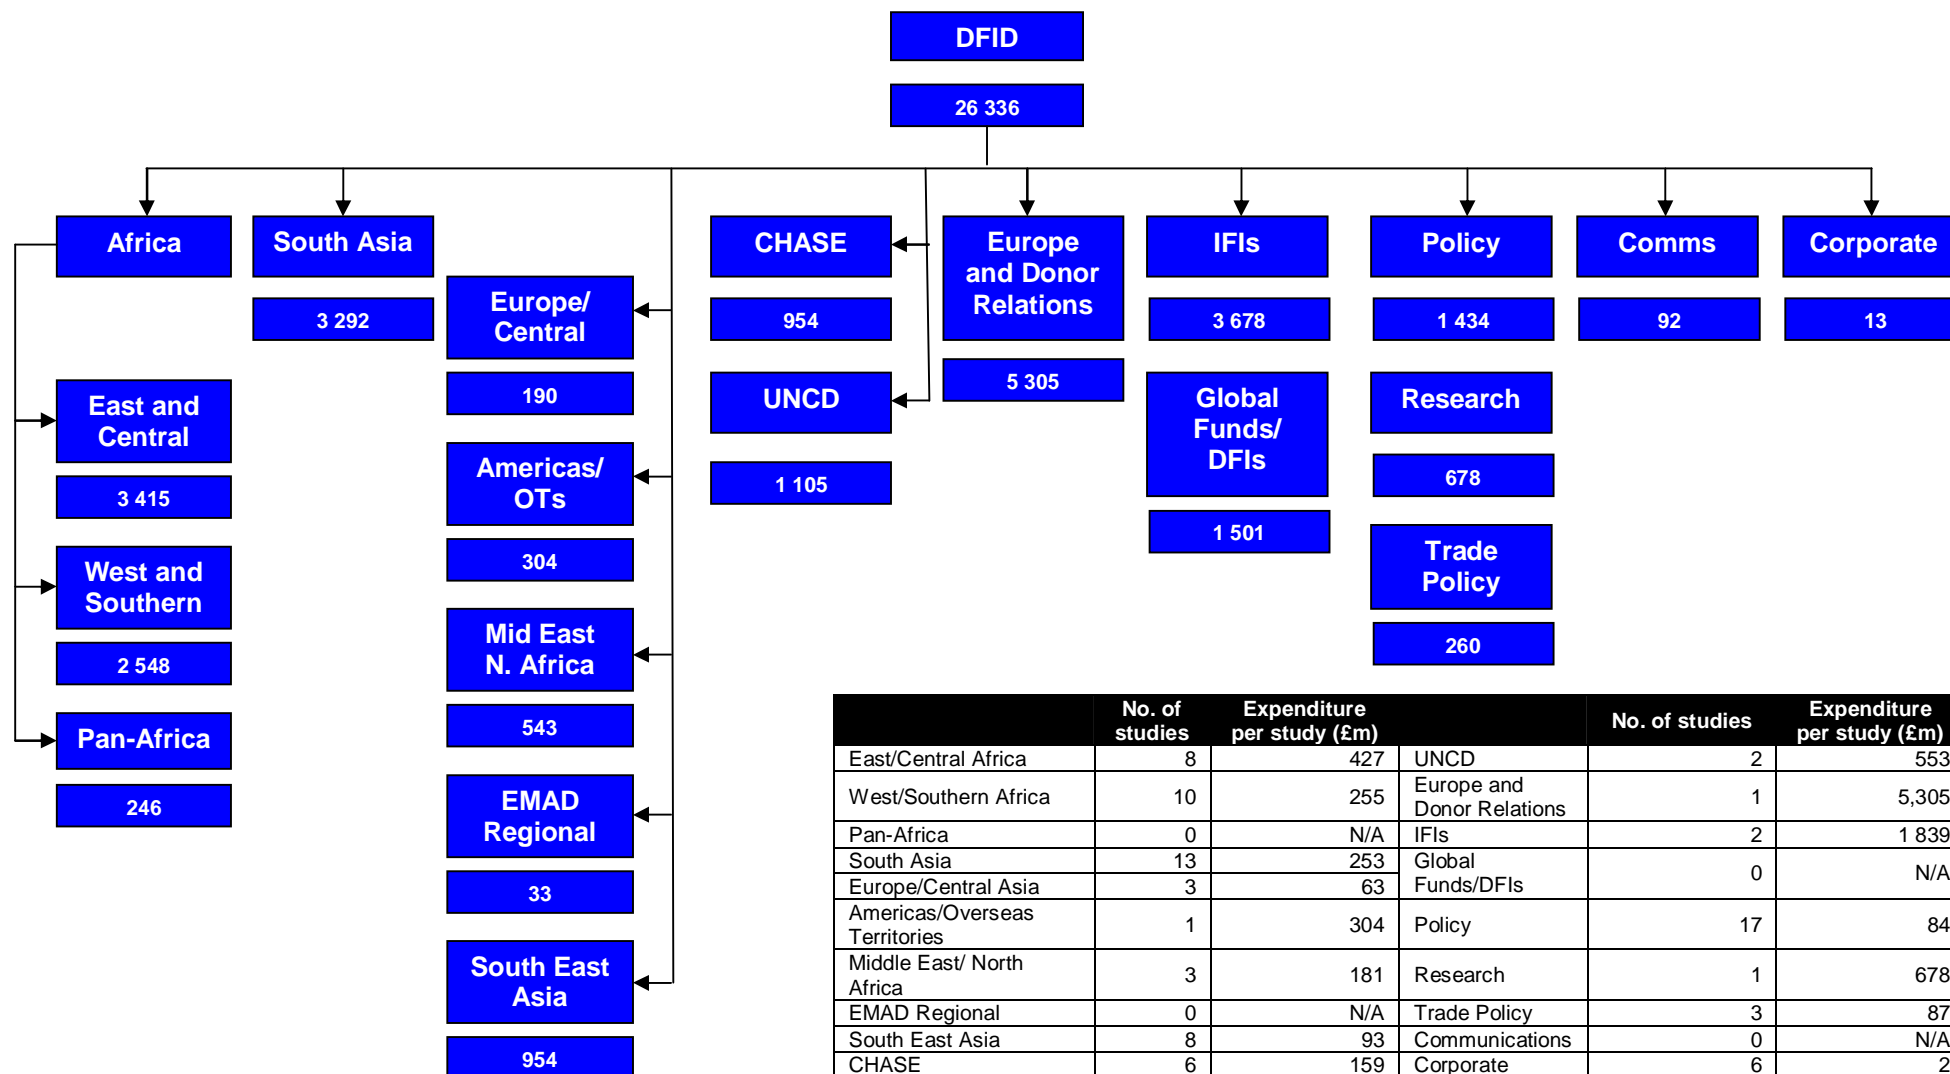 DFID
26 336
Africa
South Asia
3 292
East and
Central
3 415
West and
Southern
2 548
Pan-Africa
246
Europe/
Central
190
Americas/
OTs
304
Mid East
N. Africa
543
EMAD
Regional
33
South East
Asia
954
CHASE
954
UNCD
1 105
Europe
and Donor
Relations
5 305
IFIs
3 678
Global
Funds/
DFIs
1 501
Policy
1 434
Research
678
Trade
Policy
260
Comms
92
Corporate
13
No. of studies Expenditure per study (£m) No. of studies Expenditure per study (£m)
East/Central Africa 8 427 UNCD 2 553
West/Southern Africa 10 255 Europe and Donor Relations 1 5,305
Pan-Africa 0 N/A IFIs 2 1 839
South Asia 13 253 Global Funds/DFIs 0 N/A
Europe/Central Asia 3 63
Americas/Overseas Territories 1 304 Policy 17 84
Middle East/ North Africa 3 181 Research 1 678
EMAD Regional 0 N/A Trade Policy 3 87
South East Asia 8 93 Communications 0 N/A
CHASE 6 159 Corporate 6 2